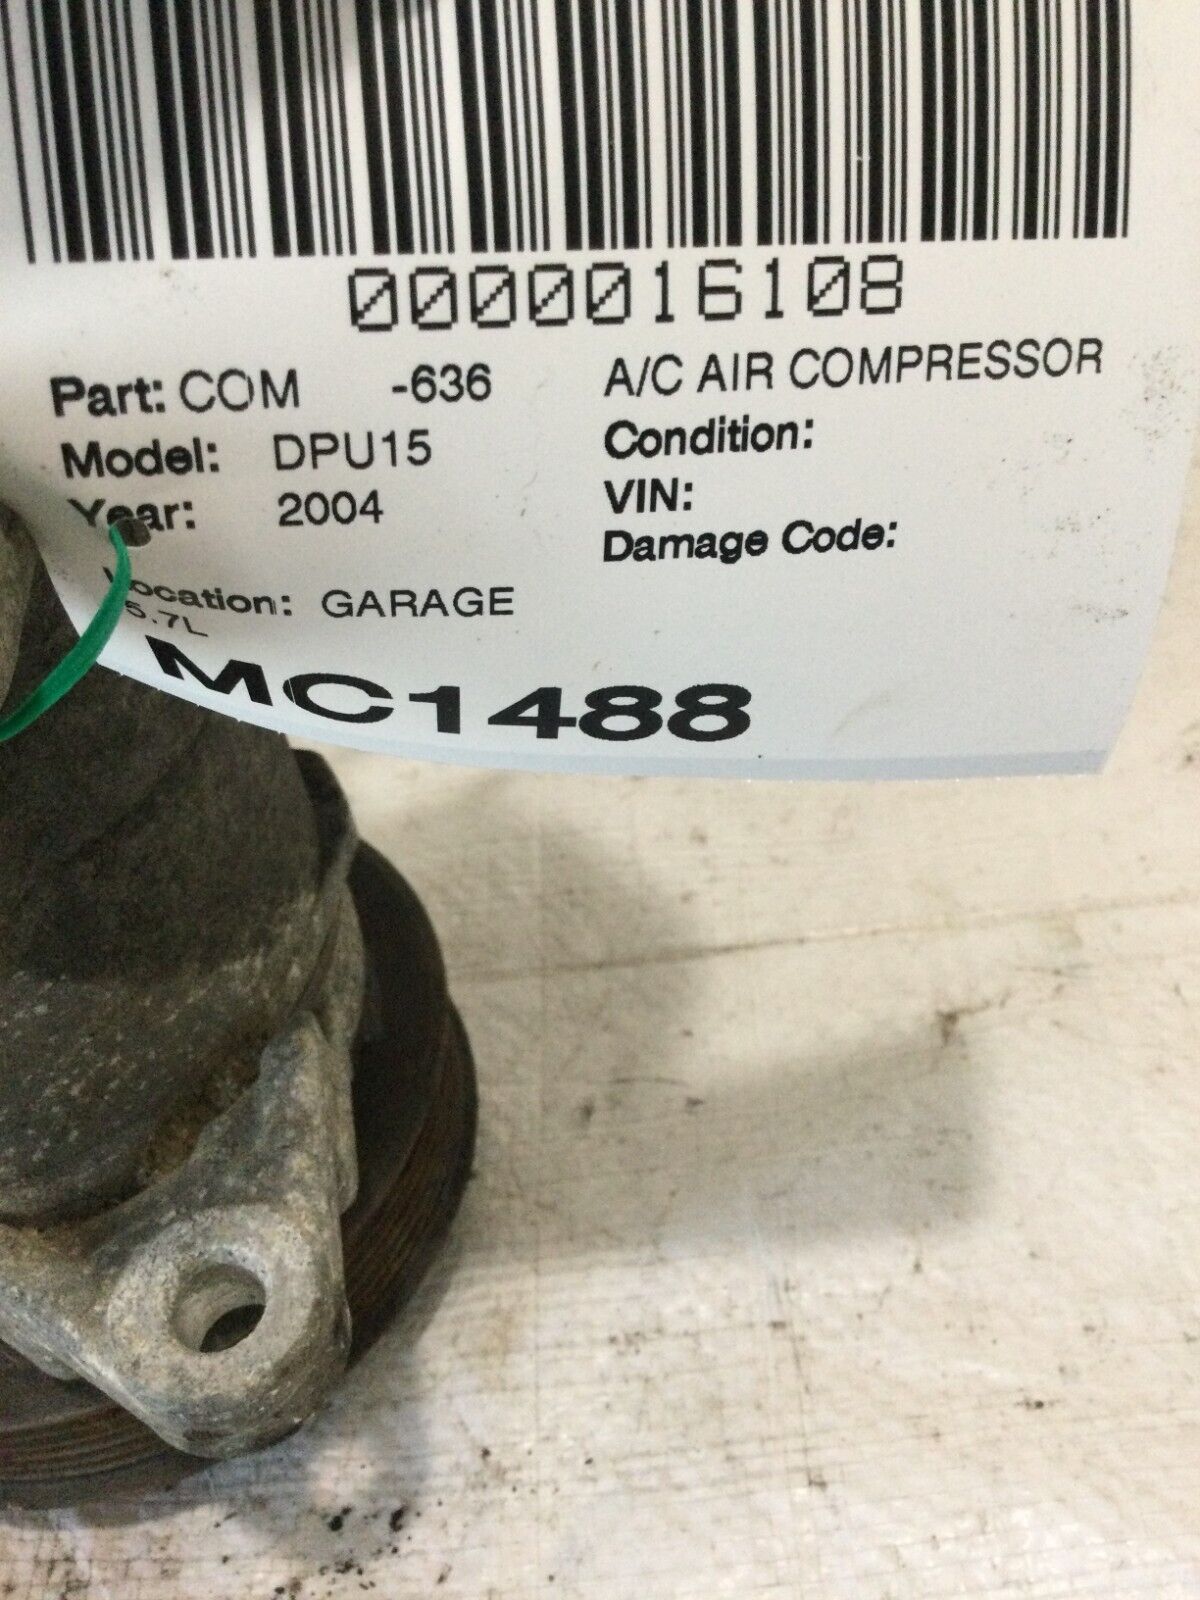 0000016108
Part: COM -636 A/C AIR COMPRESSOR
Model: DPU15 Condition:
Year: 2004 VIN:
Damage Code:
Location: GARAGE
5.7L
MC1488